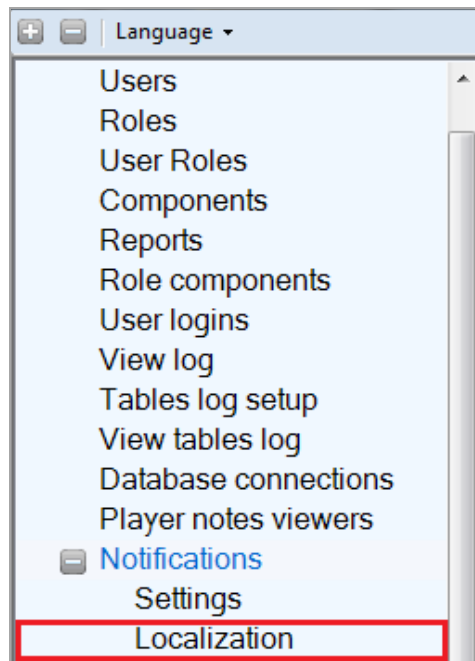 Language
Users
Roles
User Roles
Components
Reports
Role components
User logins
View log
Tables log setup
View tables log
Database connections
Player notes viewers
Notifications
Settings
Localization